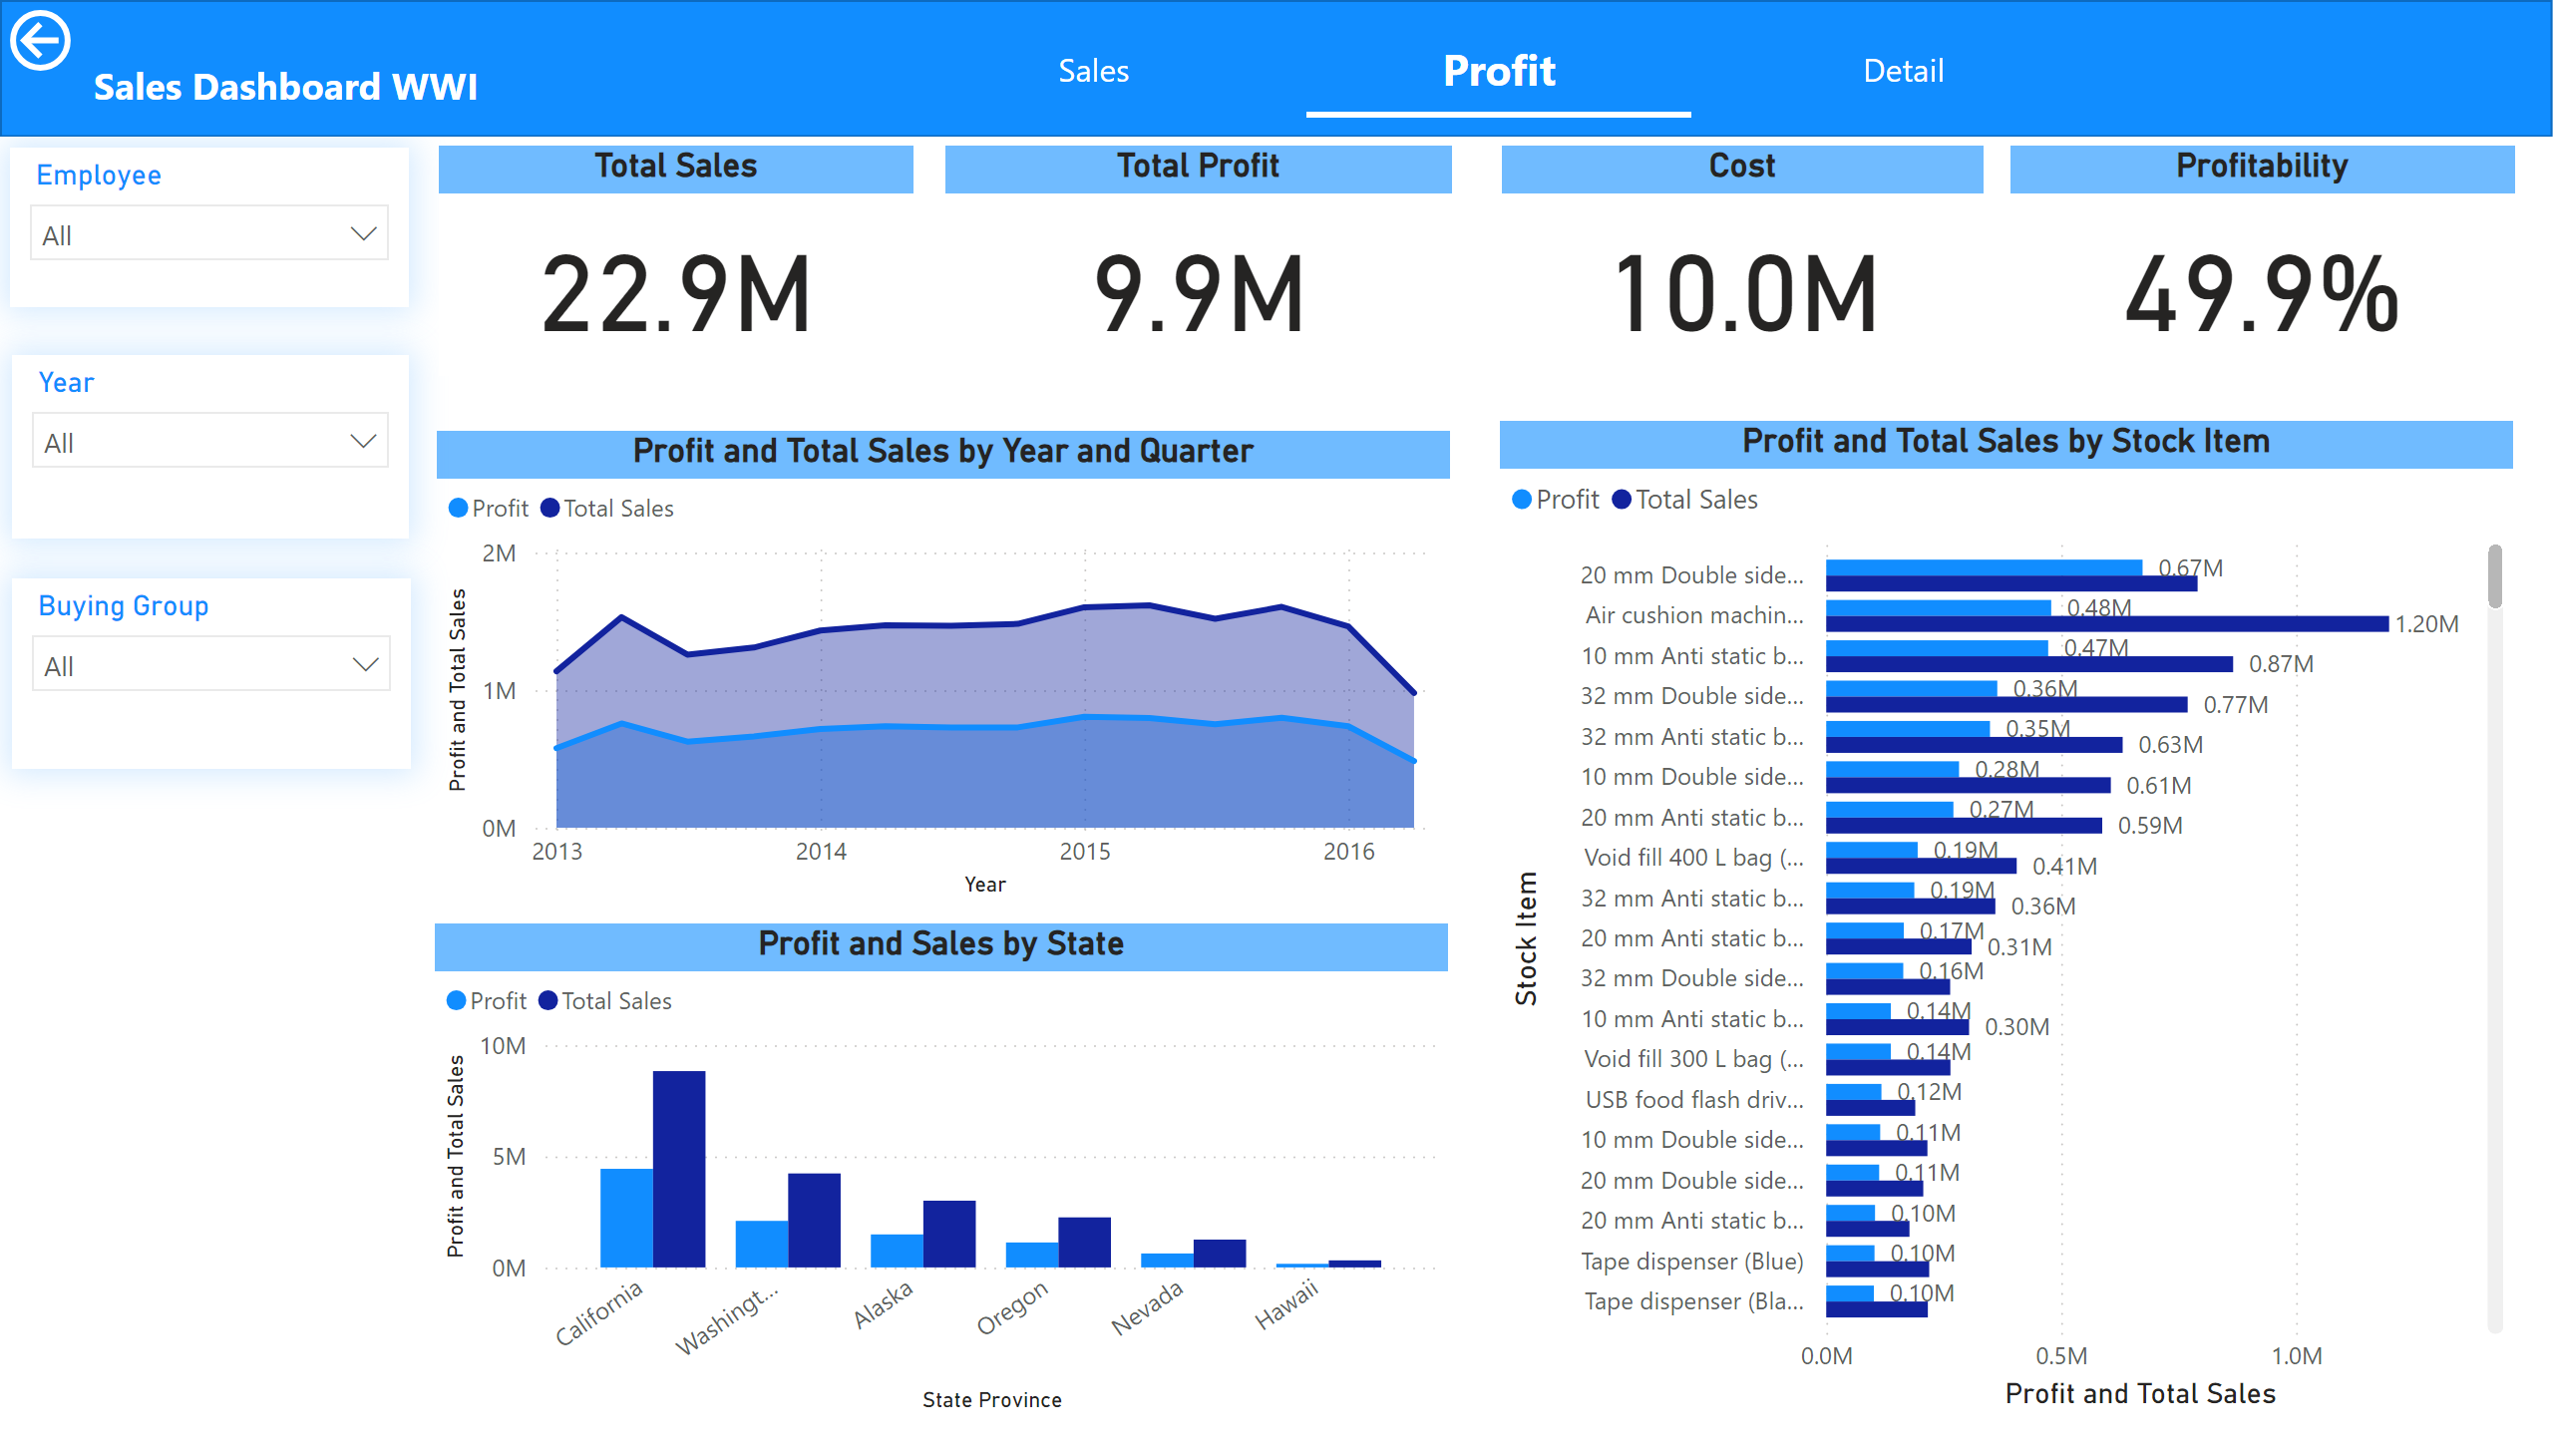 Sales Dashboard WWI
Sales
Profit
Detail
Employee
All
Year
All
Buying Group
All
Total Sales
22.9M
Total Profit
9.9M
Cost
10.0M
Profitability
49.9%
Profit and Total Sales by Year and Quarter
Profit Total Sales
Profit and Total Sales
2M
1M
0M
2013 2014 2015 2016
Year
Profit and Sales by State
Profit Total Sales
Profit and Total Sales
10M
5M
0M
California Washingt... Alaska Oregon Nevada Hawaii
State Province
Profit and Total Sales by Stock Item
Profit Total Sales
Stock Item
20 mm Double side... 0.67M
Air cushion machin... 0.48M 1.20M
10 mm Anti static b... 0.47M 0.87M
32 mm Double side... 0.36M 0.77M
32 mm Anti static b... 0.35M 0.63M
10 mm Double side... 0.28M 0.61M
20 mm Anti static b... 0.27M 0.59M
Void fill 400 L bag (... 0.19M 0.41M
32 mm Anti static b... 0.19M 0.36M
20 mm Anti static b... 0.17M 0.31M
32 mm Double side... 0.16M
10 mm Anti static b... 0.14M 0.30M
Void fill 300 L bag (... 0.14M
USB food flash driv... 0.12M
10 mm Double side... 0.11M
20 mm Double side... 0.11M
20 mm Anti static b... 0.10M
Tape dispenser (Blue) 0.10M
Tape dispenser (Bla... 0.10M
0.0M 0.5M 1.0M
Profit and Total Sales